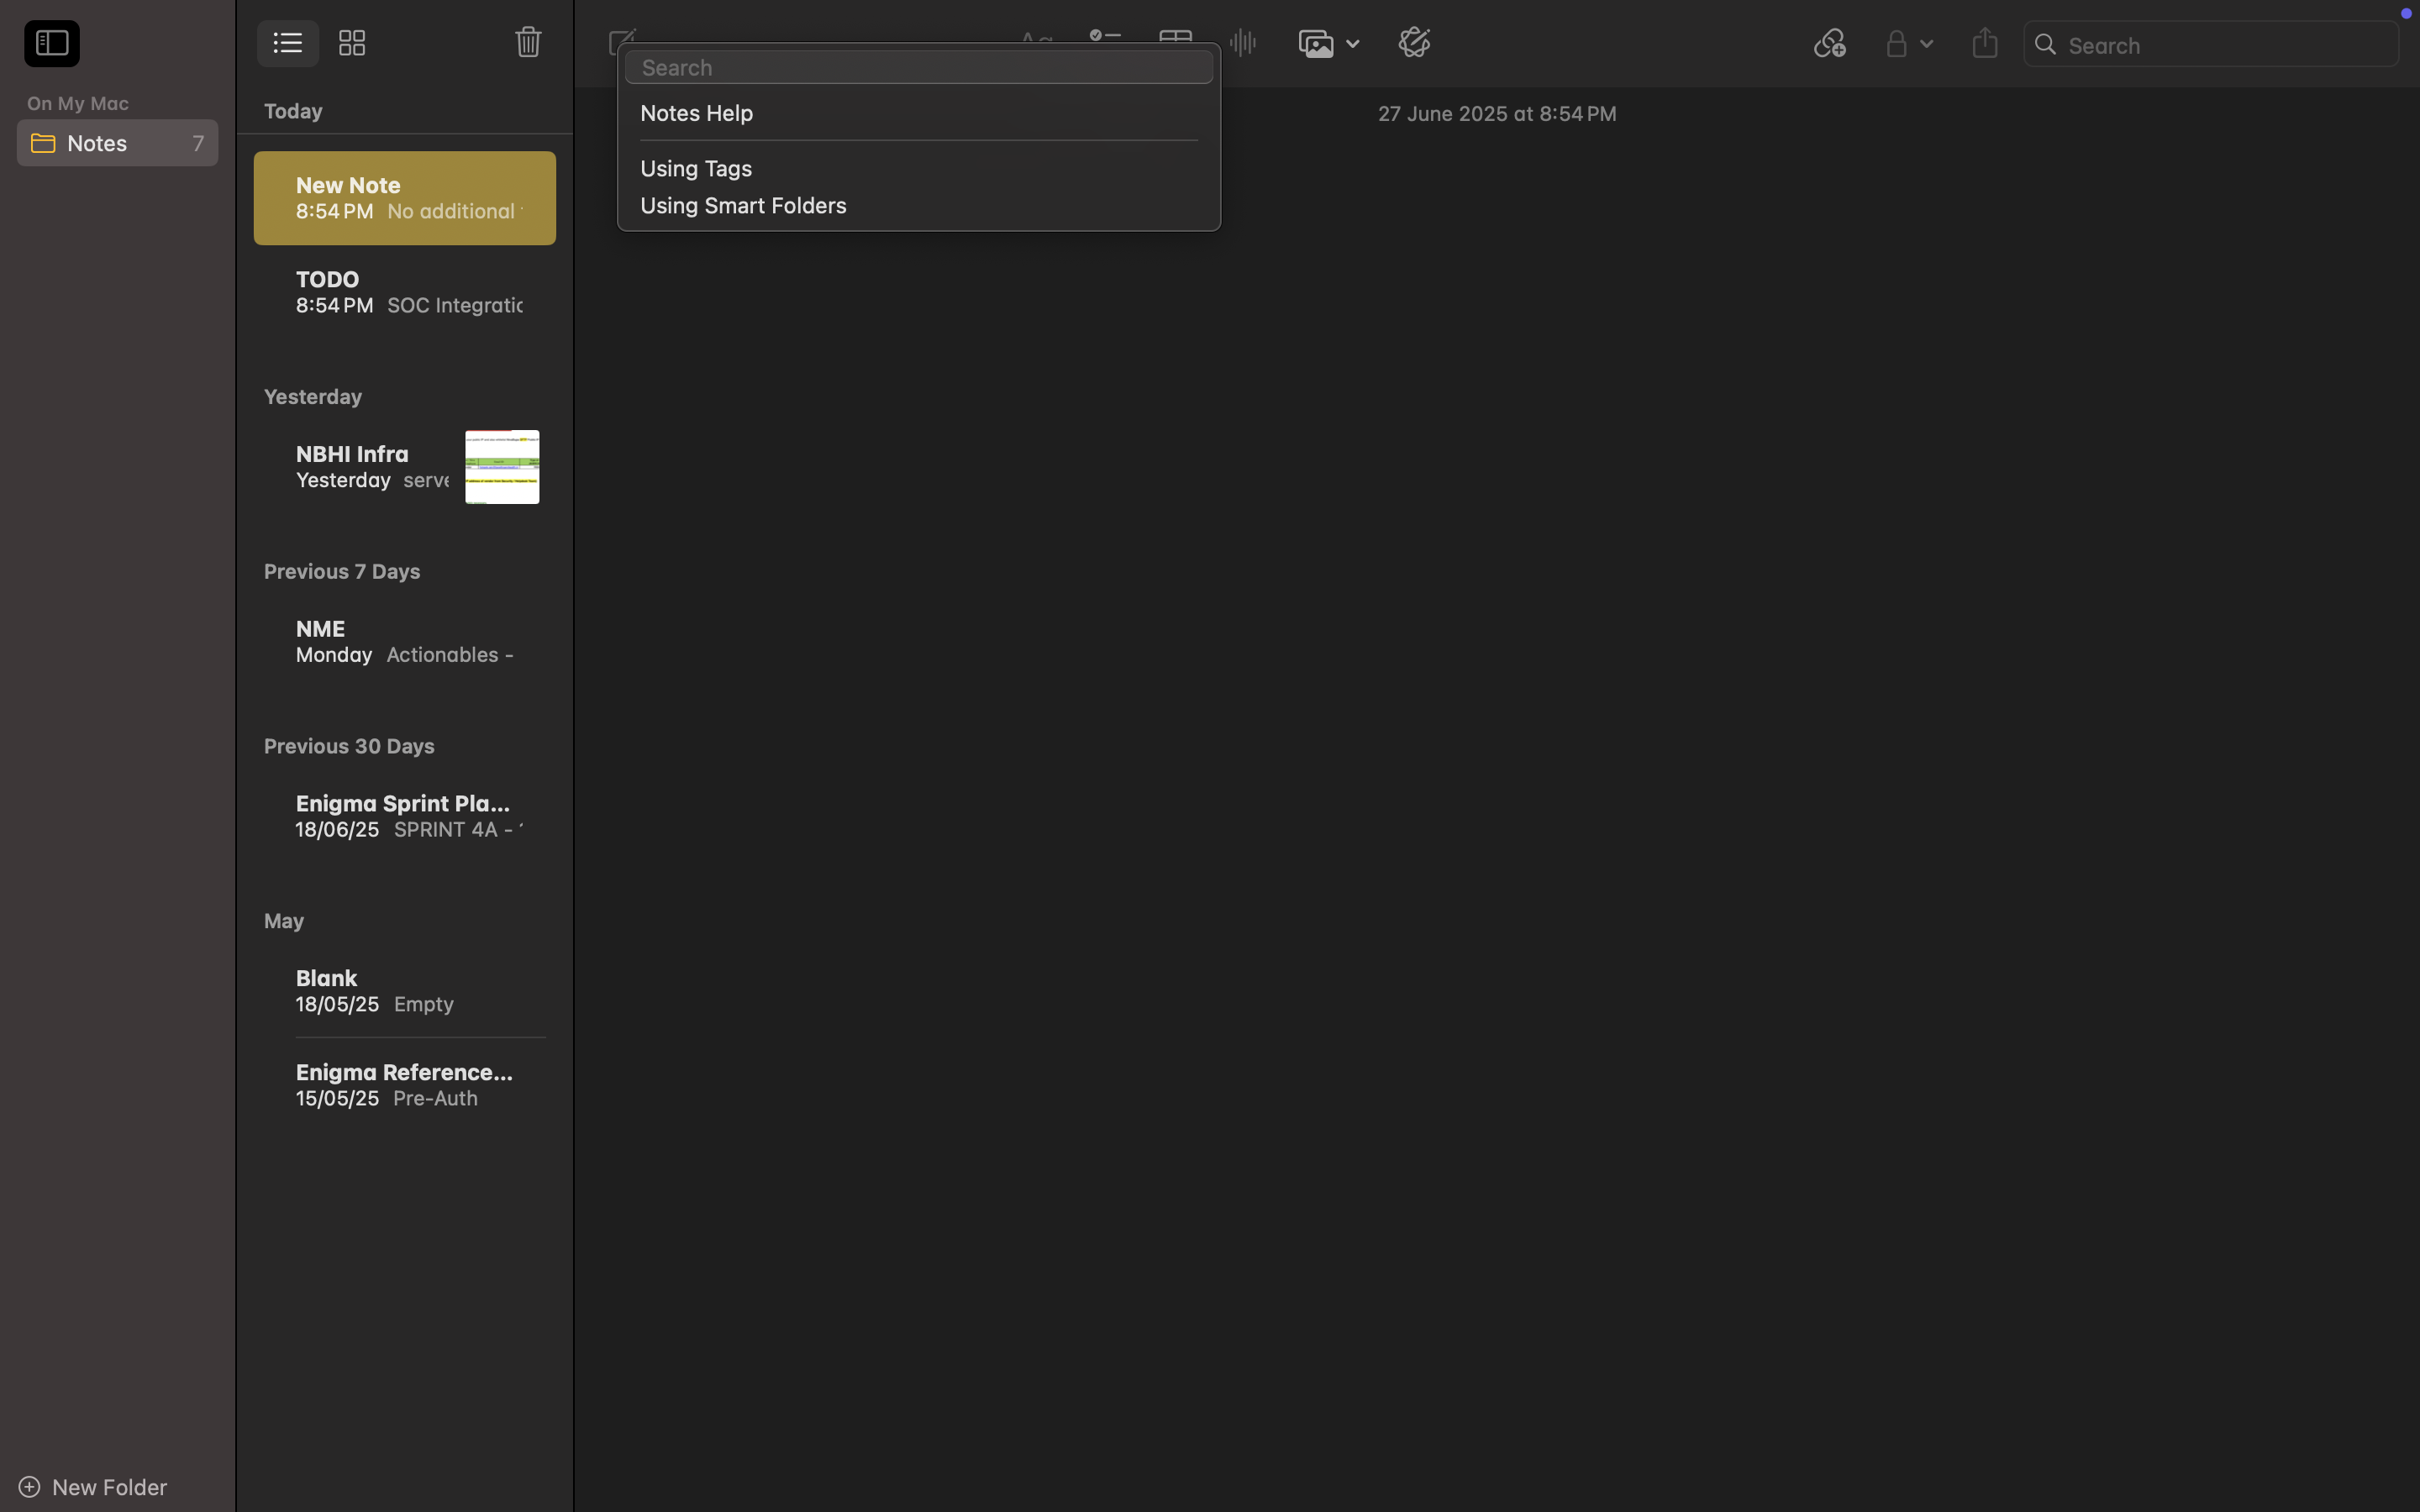 On My Mac
Notes 7
New Folder
Today
New Note
8:54 PM No additional
TODO
8:54 PM SOC Integratic
Yesterday
NBHI Infra
Yesterday serve
Previous 7 Days
NME
Monday Actionables -
Previous 30 Days
Enigma Sprint Pla...
18/06/25 SPRINT 4A -
May
Blank
18/05/25 Empty
Enigma Reference...
15/05/25 Pre-Auth
Search
Notes Help
Using Tags
Using Smart Folders
Search
27 June 2025 at 8:54 PM